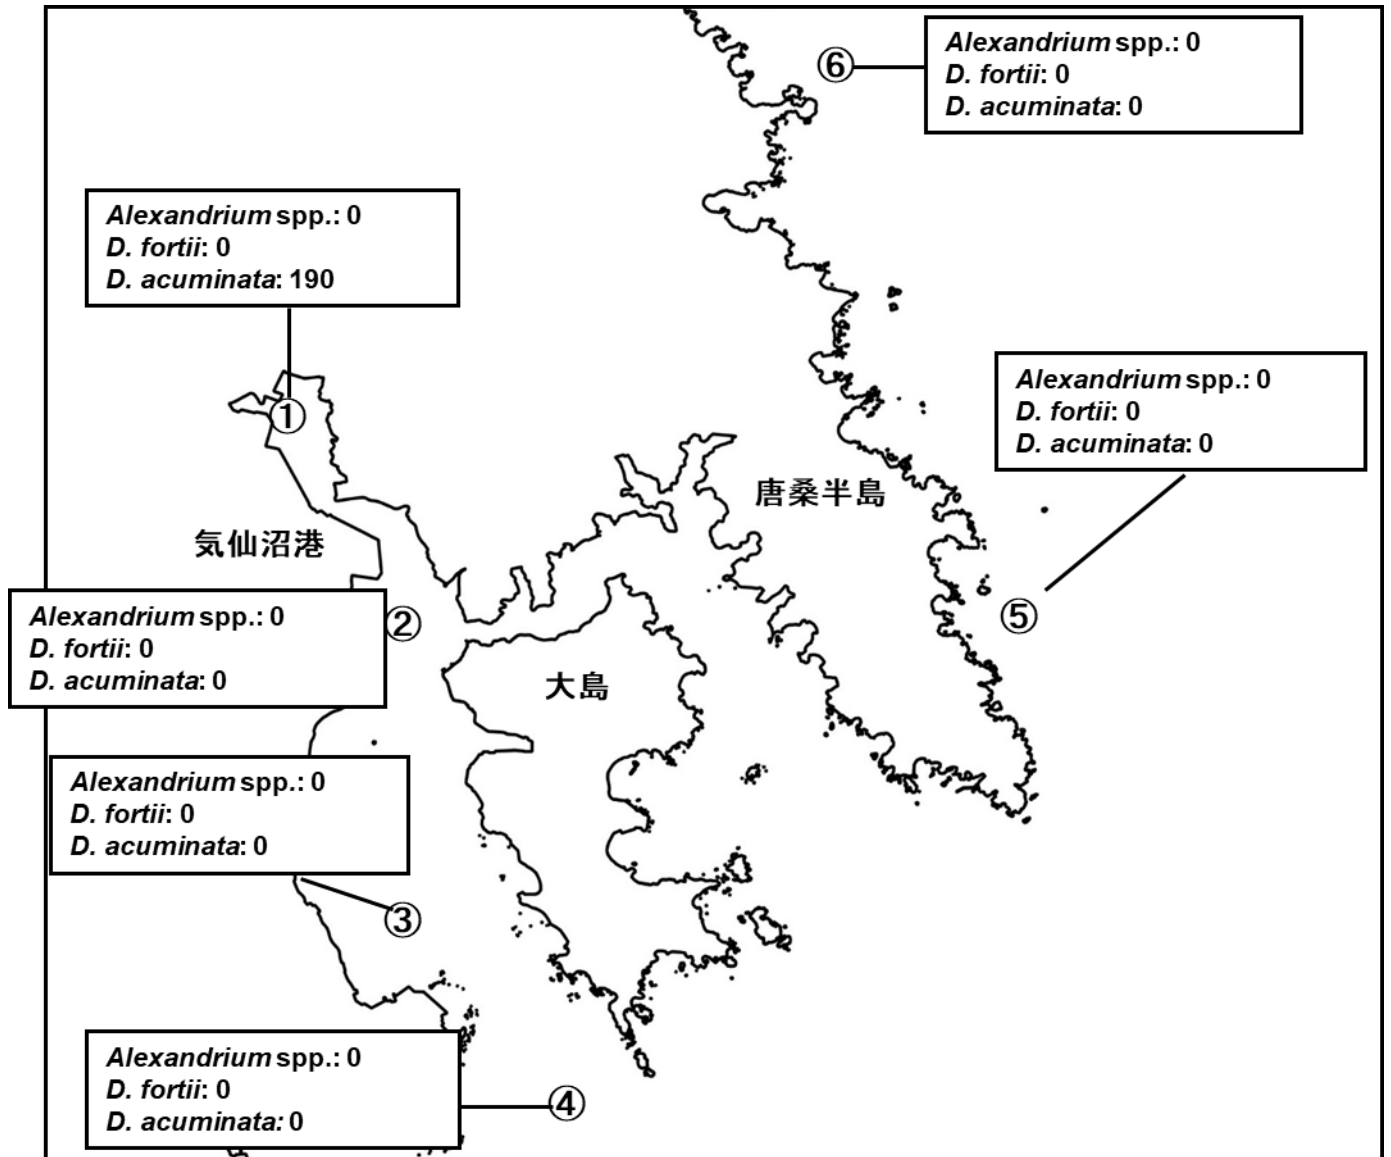 ⑥
Alexandrium spp.: 0
D. fortii: 0
D. acuminata: 0
Alexandrium spp.: 0
D. fortii: 0
D. acuminata: 190
①
Alexandrium spp.: 0
D. fortii: 0
D. acuminata: 0
唐桑半島
気仙沼港
⑤
Alexandrium spp.: 0
D. fortii: 0
D. acuminata: 0
②
大島
Alexandrium spp.: 0
D. fortii: 0
D. acuminata: 0
③
Alexandrium spp.: 0
D. fortii: 0
D. acuminata: 0
④